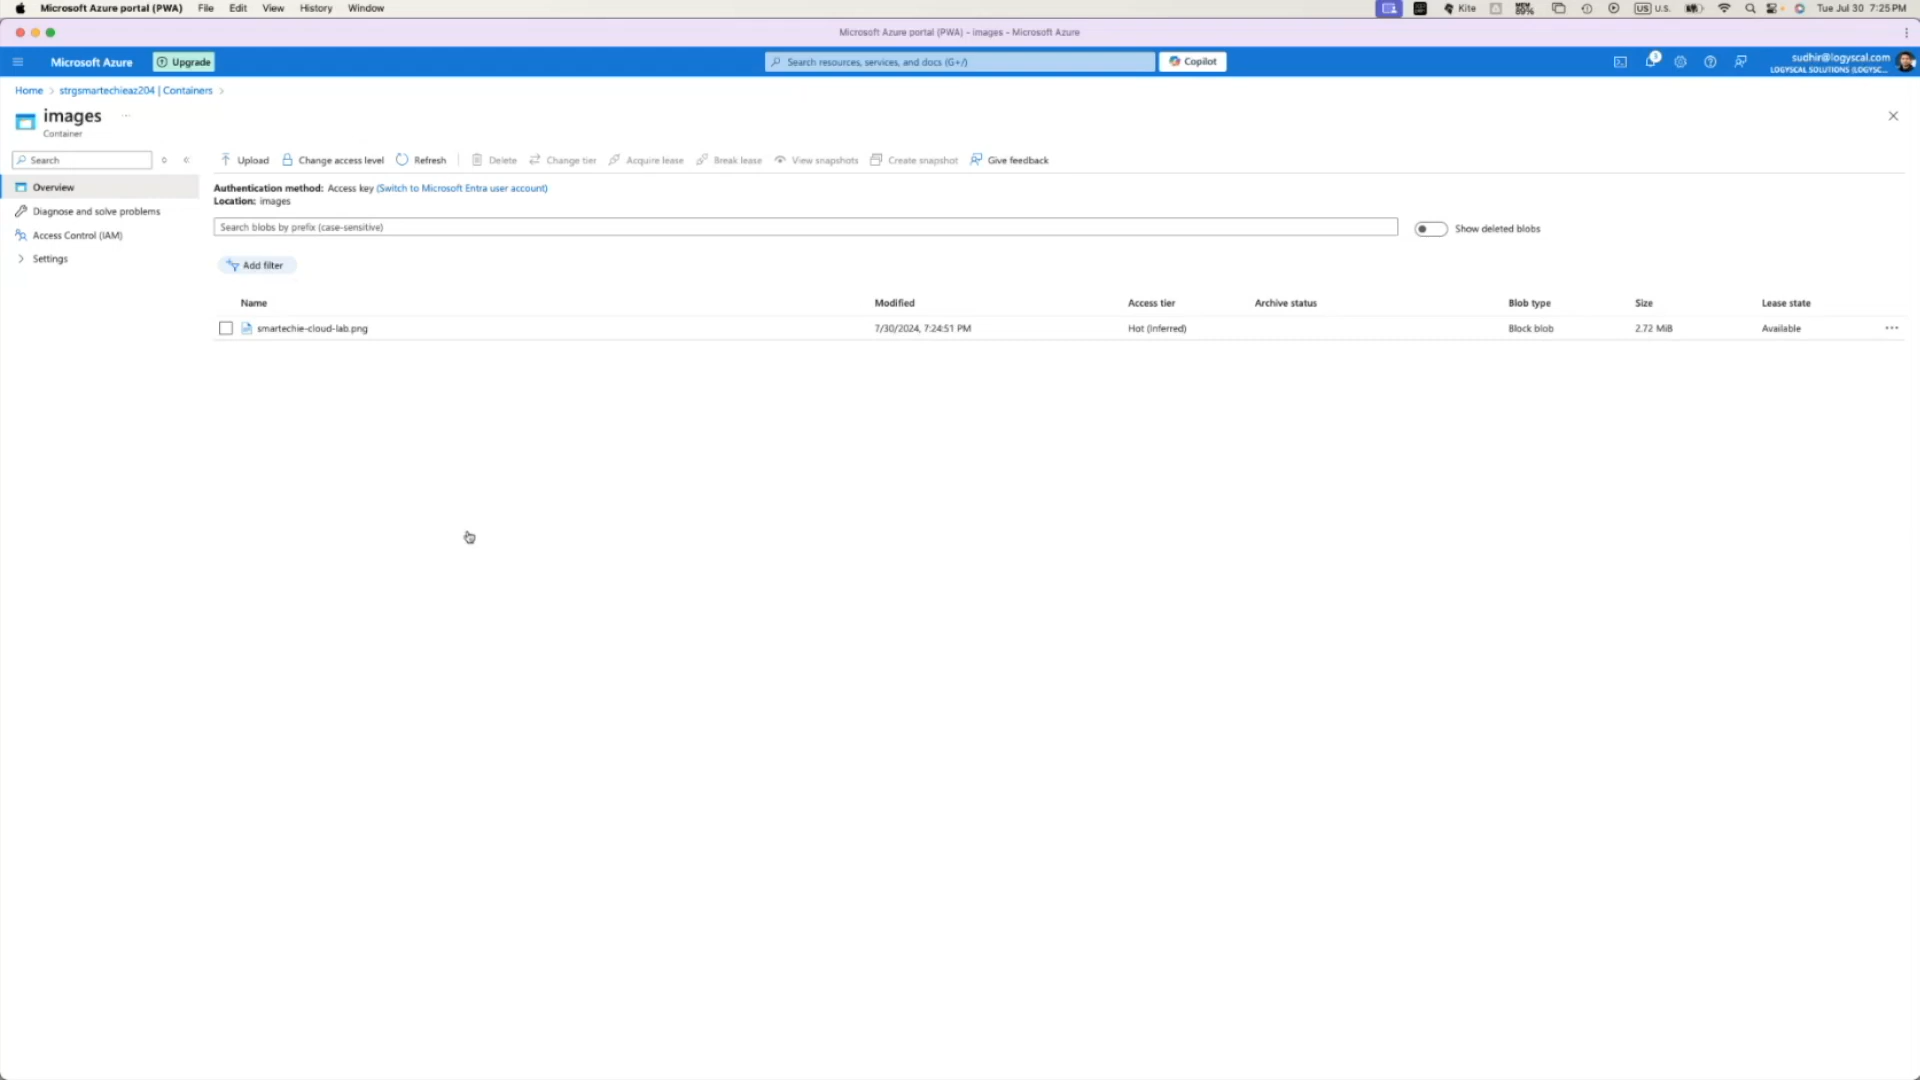 Microsoft Azure portal (PWA) File Edit View History Window
Kite
US U.S.
Tue Jul 30 7:25 PM
Microsoft Azure portal (PWA) - images - Microsoft Azure
Microsoft Azure
Upgrade
Search resources, services, and docs (G+/)
Copilot
1
sudhir@logyscal.com
LOGYSCAL SOLUTIONS (LOGYSC...
Home > strgsmartechieaz204 | Containers >
images ...
Container
Search
Upload Change access level Refresh Delete Change tier Acquire lease Break lease View snapshots Create snapshot Give feedback
Overview
Diagnose and solve problems
Access Control (IAM)
Settings
Authentication method: Access key (Switch to Microsoft Entra user account)
Location: images
Search blobs by prefix (case-sensitive)
Show deleted blobs
Add filter
Name Modified Access tier Archive status Blob type Size Lease state
smartechie-cloud-lab.png 7/30/2024, 7:24:51 PM Hot (Inferred) Block blob 2.72 MiB Available ...